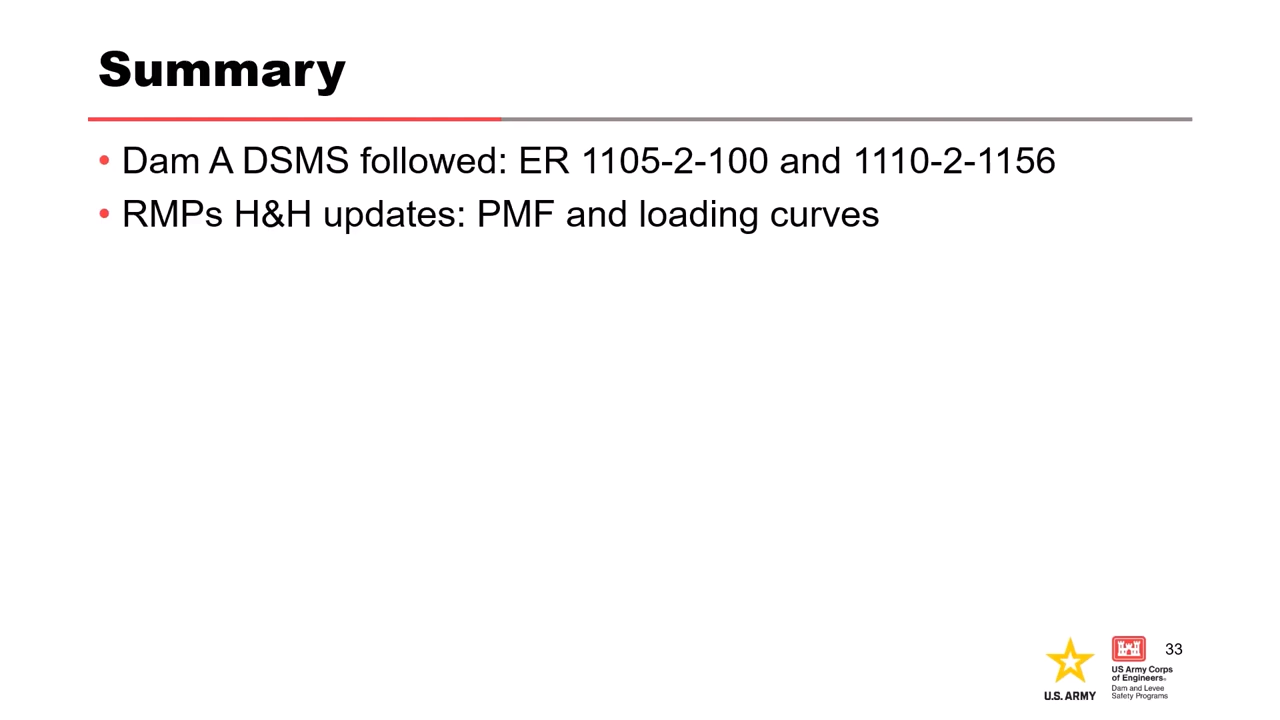 Summary
• Dam A DSMS followed: ER 1105-2-100 and 1110-2-1156
• RMPs H&H updates: PMF and loading curves
33
U.S. ARMY
US Army Corps
of Engineers®
Dam and Levee
Safety Programs